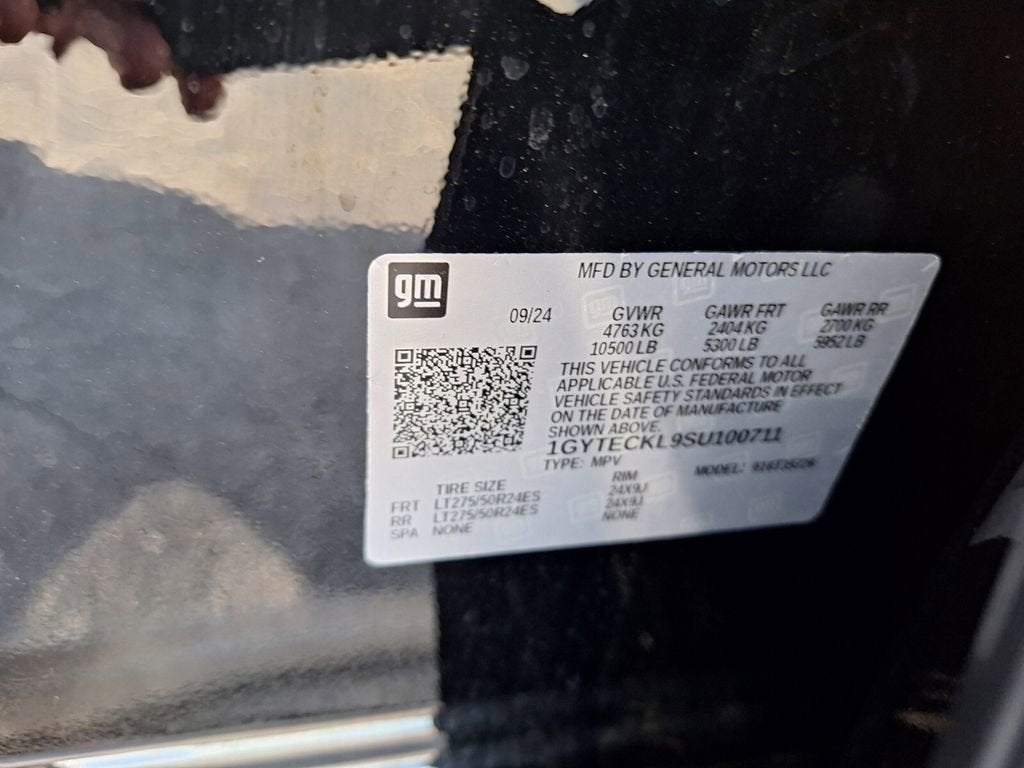 gm
MFD BY GENERAL MOTORS LLC
09/24 GVWR GAWR FRT GAWR RR
4763 KG 2404 KG 2700 KG
10500 LB 5300 LB 5952 LB
THIS VEHICLE CONFORMS TO ALL
APPLICABLE U.S. FEDERAL MOTOR
VEHICLE SAFETY STANDARDS IN EFFECT
ON THE DATE OF MANUFACTURE
SHOWN ABOVE.
1GYTECKL9SU100711
TYPE: MPV MODEL:
TIRE SIZE RIM
FRT LT275/50R24ES 24X9J
RR LT275/50R24ES 24X9J
SPA NONE NONE